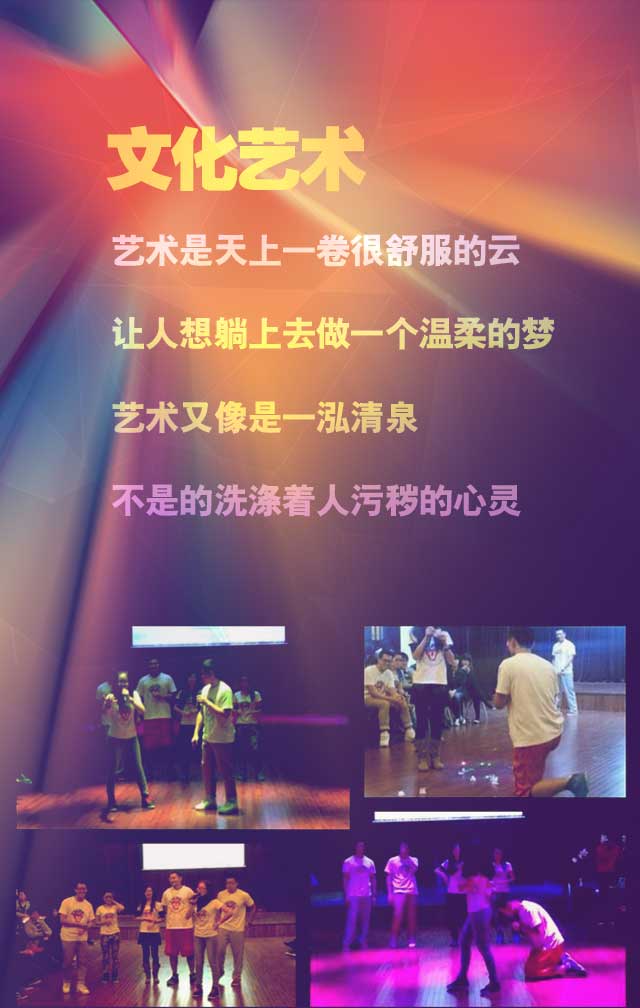 文化艺术
艺术是天上一卷很舒服的云
让人想躺上去做一个温柔的梦
艺术又像是一泓清泉
不是的洗涤着人污秽的心灵